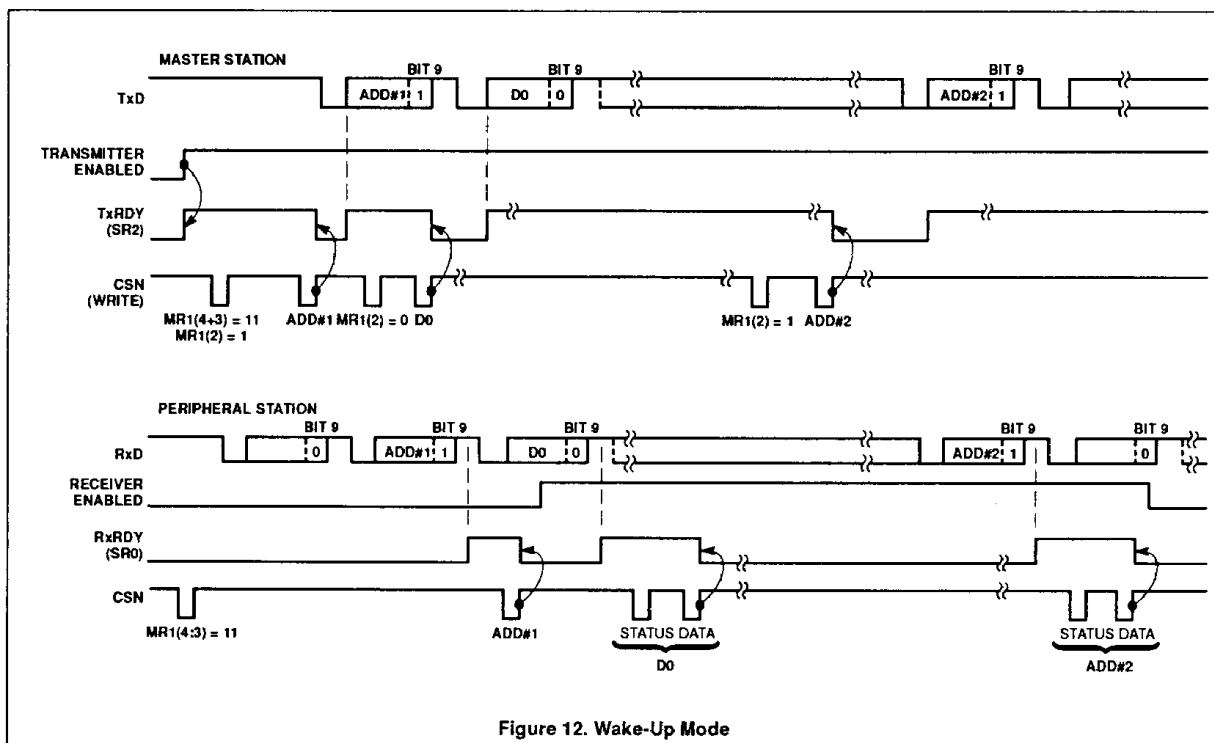 MASTER STATION
BIT 9 BIT 9 BIT 9
TxD ADD#1 1 D0 0 ADD#2 1
TRANSMITTER
ENABLED
TxRDY
(SR2)
CSN
(WRITE)
MR1(4+3) = 11 ADD#1 MR1(2) = 0 D0 MR1(2) = 1 ADD#2
MR1(2) = 1
PERIPHERAL STATION
BIT 9 BIT 9 BIT 9 BIT 9 BIT 9
RxD 0 ADD#1 1 D0 0 ADD#2 1 0
RECEIVER
ENABLED
RxRDY
(SR0)
CSN
MR1(4:3) = 11 ADD#1 STATUS DATA STATUS DATA
D0 ADD#2
Figure 12. Wake-Up Mode